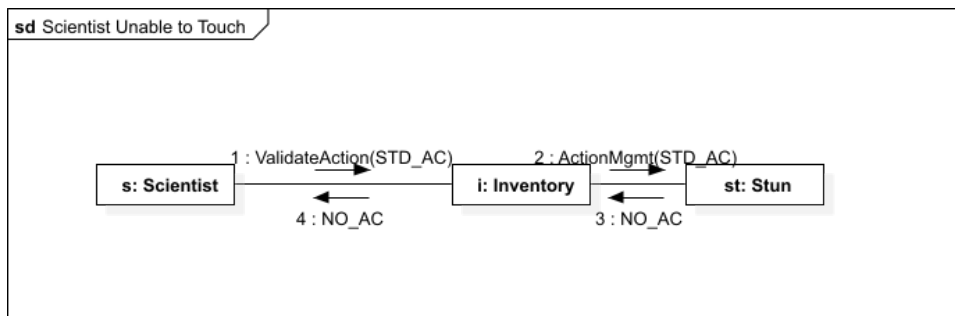 sd Scientist Unable to Touch
1 : ValidateAction(STD_AC)
2 : ActionMgmt(STD_AC)
s: Scientist
i: Inventory
st: Stun
4 : NO_AC
3 : NO_AC